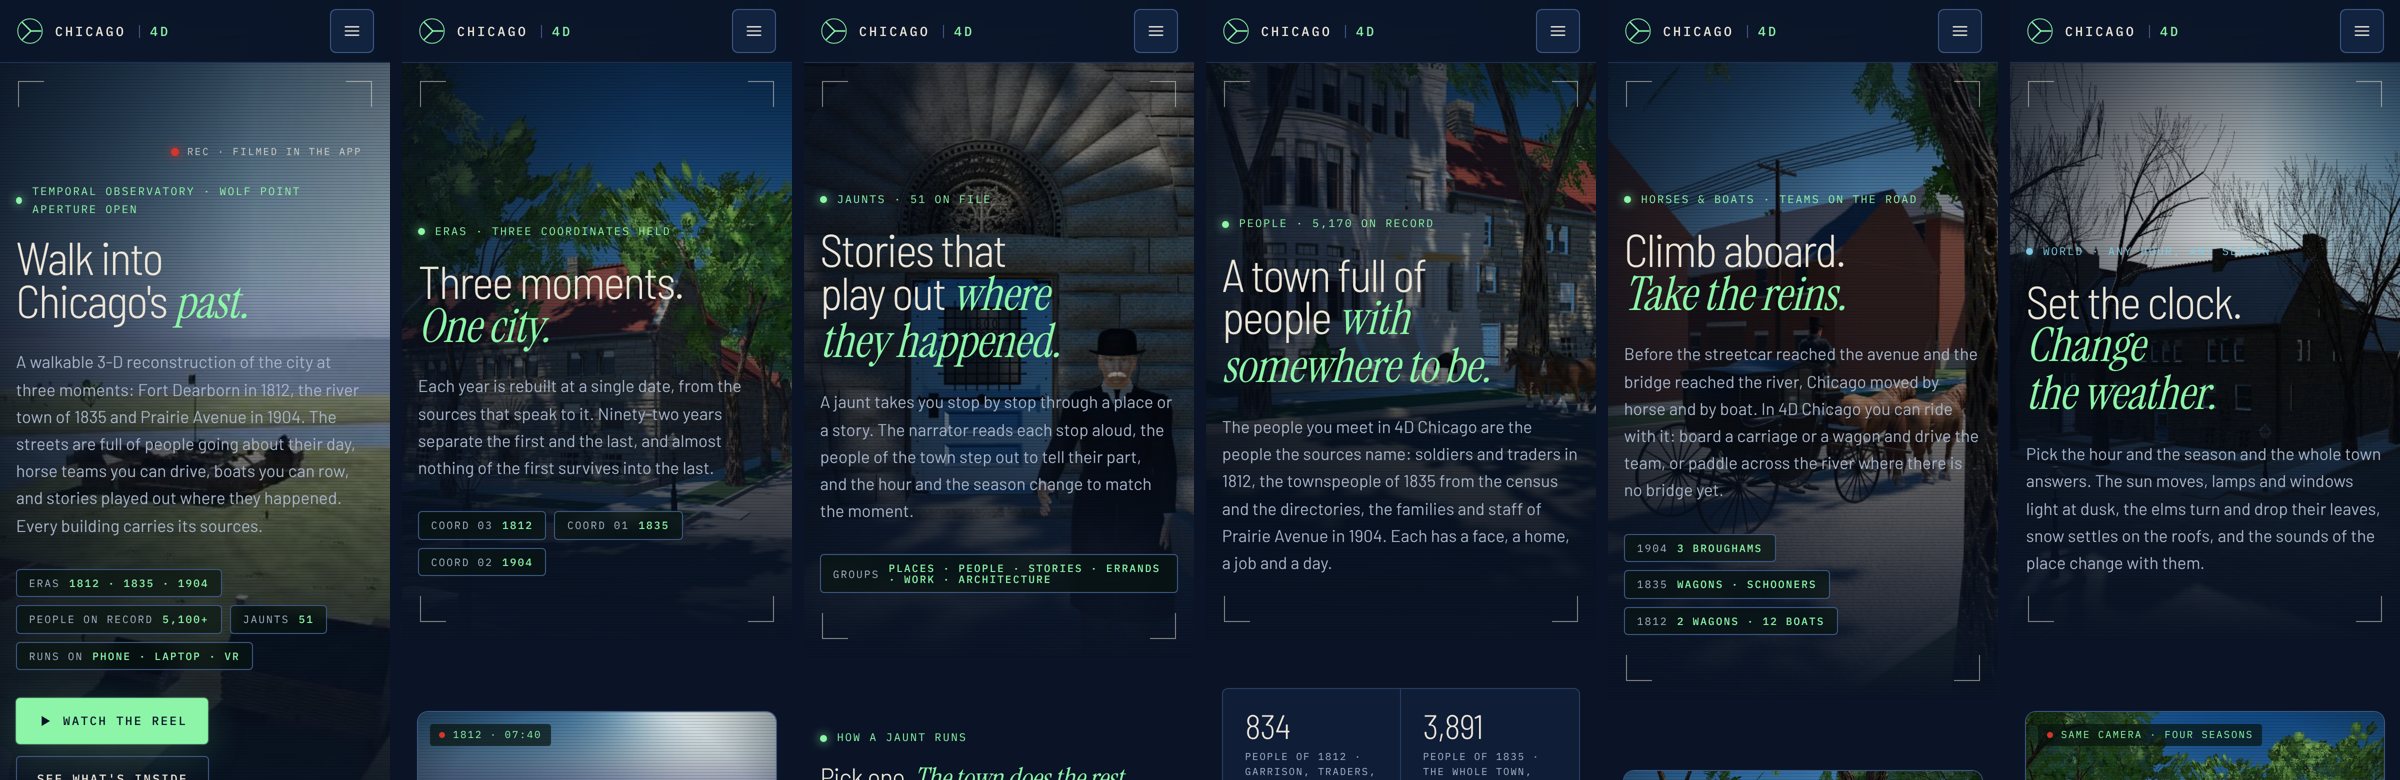 CHICAGO | 4D
REC · FILMED IN THE APP
TEMPORAL OBSERVATORY · WOLF POINT
APERTURE OPEN
Walk into
Chicago's past.
A walkable 3-D reconstruction of the city at
three moments: Fort Dearborn in 1812, the river
town of 1835 and Prairie Avenue in 1904. The
streets are full of people going about their day,
horse teams you can drive, boats you can row,
and stories played out where they happened.
Every building carries its sources.
ERAS 1812 · 1835 · 1904
PEOPLE ON RECORD 5,100+
JAUNTS 51
RUNS ON PHONE · LAPTOP · VR
WATCH THE REEL
SEE WHAT'S INSIDE
CHICAGO | 4D
ERAS · THREE COORDINATES HELD
Three moments.
One city.
Each year is rebuilt at a single date, from the
sources that speak to it. Ninety-two years
separate the first and the last, and almost
nothing of the first survives into the last.
COORD 03 1812
COORD 01 1835
COORD 02 1904
1812 · 07:40
CHICAGO | 4D
JAUNTS · 51 ON FILE
Stories that
play out where
they happened.
A jaunt takes you stop by stop through a place or
a story. The narrator reads each stop aloud, the
people of the town step out to tell their part,
and the hour and the season change to match
the moment.
GROUPS PLACES · PEOPLE · STORIES · ERRANDS
· WORK · ARCHITECTURE
HOW A JAUNT RUNS
Pick one. The town does the rest.
CHICAGO | 4D
PEOPLE · 5,170 ON RECORD
A town full of
people with
somewhere to be.
The people you meet in 4D Chicago are the
people the sources name: soldiers and traders in
1812, the townspeople of 1835 from the census
and the directories, the families and staff of
Prairie Avenue in 1904. Each has a face, a home,
a job and a day.
834
PEOPLE OF 1812 ·
GARRISON, TRADERS,
3,891
PEOPLE OF 1835 ·
THE WHOLE TOWN,
CHICAGO | 4D
HORSES & BOATS · TEAMS ON THE ROAD
Climb aboard.
Take the reins.
Before the streetcar reached the avenue and the
bridge reached the river, Chicago moved by
horse and by boat. In 4D Chicago you can ride
with it: board a carriage or a wagon and drive the
team, or paddle across the river where there is
no bridge yet.
1904 3 BROUGHAMS
1835 WAGONS · SCHOONERS
1812 2 WAGONS · 12 BOATS
CHICAGO | 4D
WORLD · ANY HOUR, ANY SEASON
Set the clock.
Change
the weather.
Pick the hour and the season and the whole town
answers. The sun moves, lamps and windows
light at dusk, the elms turn and drop their leaves,
snow settles on the roofs, and the sounds of the
place change with them.
SAME CAMERA · FOUR SEASONS